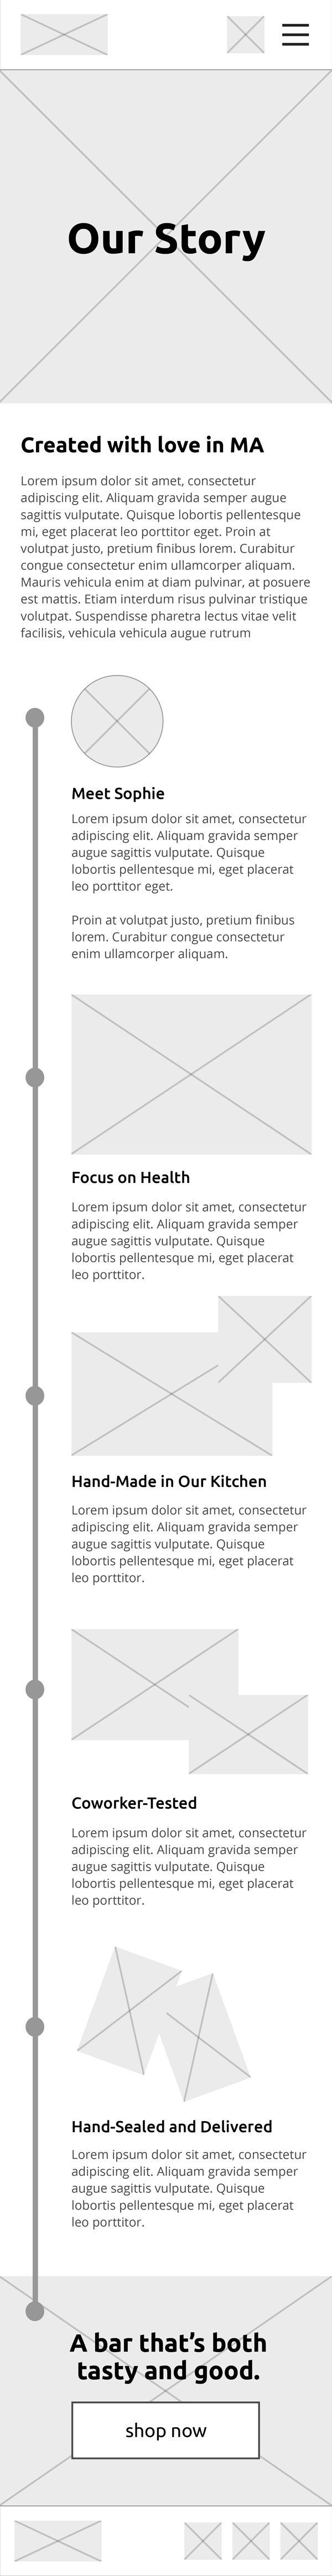 Our Story
Created with love in MA
Lorem ipsum dolor sit amet, consectetur
adipiscing elit. Aliquam gravida semper augue
sagittis vulputate. Quisque lobortis pellentesque
mi, eget placerat leo porttitor eget. Proin at
volutpat justo, pretium finibus lorem. Curabitur
congue consectetur enim ullamcorper aliquam.
Mauris vehicula enim at diam pulvinar, at posuere
est mattis. Etiam interdum risus pulvinar tristique
volutpat. Suspendisse pharetra lectus vitae velit
facilisis, vehicula vehicula augue rutrum
Meet Sophie
Lorem ipsum dolor sit amet, consectetur
adipiscing elit. Aliquam gravida semper
augue sagittis vulputate. Quisque
lobortis pellentesque mi, eget placerat
leo porttitor eget.
Proin at volutpat justo, pretium finibus
lorem. Curabitur congue consectetur
enim ullamcorper aliquam.
Focus on Health
Lorem ipsum dolor sit amet, consectetur
adipiscing elit. Aliquam gravida semper
augue sagittis vulputate. Quisque
lobortis pellentesque mi, eget placerat
leo porttitor.
Hand-Made in Our Kitchen
Lorem ipsum dolor sit amet, consectetur
adipiscing elit. Aliquam gravida semper
augue sagittis vulputate. Quisque
lobortis pellentesque mi, eget placerat
leo porttitor.
Coworker-Tested
Lorem ipsum dolor sit amet, consectetur
adipiscing elit. Aliquam gravida semper
augue sagittis vulputate. Quisque
lobortis pellentesque mi, eget placerat
leo porttitor.
Hand-Sealed and Delivered
Lorem ipsum dolor sit amet, consectetur
adipiscing elit. Aliquam gravida semper
augue sagittis vulputate. Quisque
lobortis pellentesque mi, eget placerat
leo porttitor.
A bar that’s both
tasty and good.
shop now